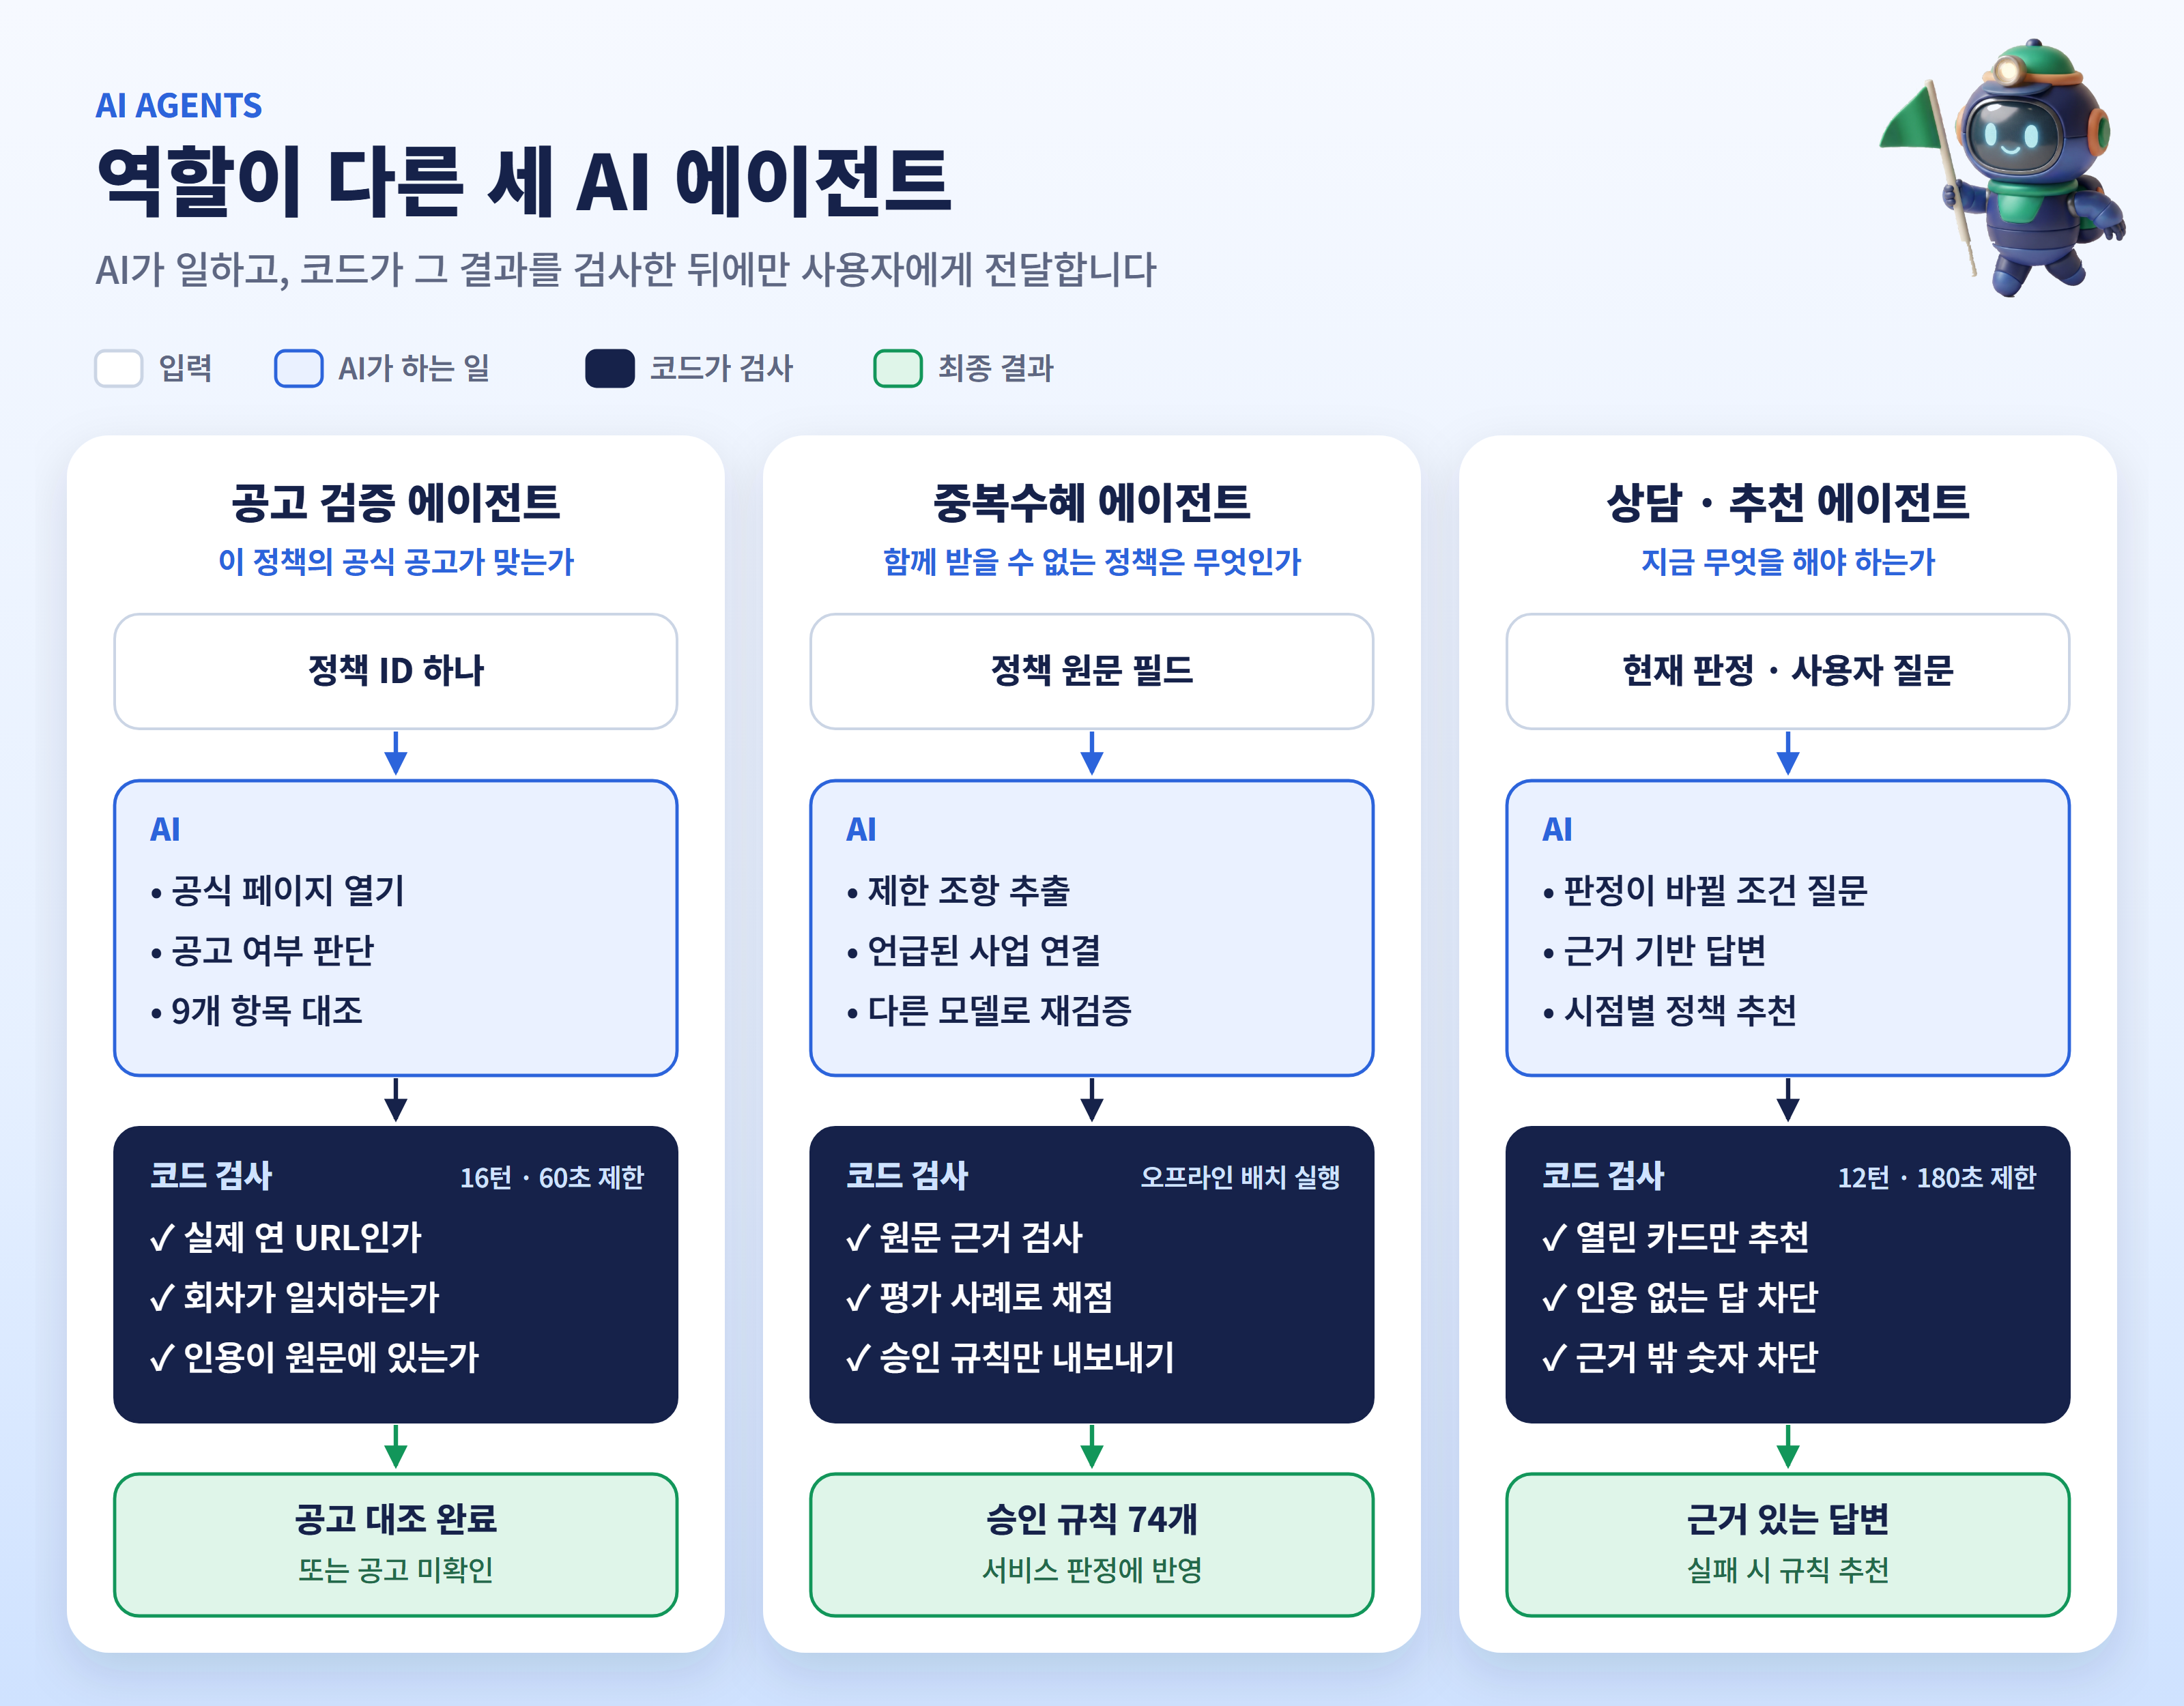 AI AGENTS
역할이 다른 세 AI 에이전트
AI가 일하고, 코드가 그 결과를 검사한 뒤에만 사용자에게 전달합니다
입력
AI가 하는 일
코드가 검사
최종 결과
공고 검증 에이전트
이 정책의 공식 공고가 맞는가
정책 ID 하나
AI
• 공식 페이지 열기
• 공고 여부 판단
• 9개 항목 대조
코드 검사
16턴 · 60초 제한
✓ 실제 연 URL인가
✓ 회차가 일치하는가
✓ 인용이 원문에 있는가
공고 대조 완료
또는 공고 미확인
중복수혜 에이전트
함께 받을 수 없는 정책은 무엇인가
정책 원문 필드
AI
• 제한 조항 추출
• 언급된 사업 연결
• 다른 모델로 재검증
코드 검사
오프라인 배치 실행
✓ 원문 근거 검사
✓ 평가 사례로 채점
✓ 승인 규칙만 내보내기
승인 규칙 74개
서비스 판정에 반영
상담 · 추천 에이전트
지금 무엇을 해야 하는가
현재 판정 · 사용자 질문
AI
• 판정이 바뀔 조건 질문
• 근거 기반 답변
• 시점별 정책 추천
코드 검사
12턴 · 180초 제한
✓ 열린 카드만 추천
✓ 인용 없는 답 차단
✓ 근거 밖 숫자 차단
근거 있는 답변
실패 시 규칙 추천